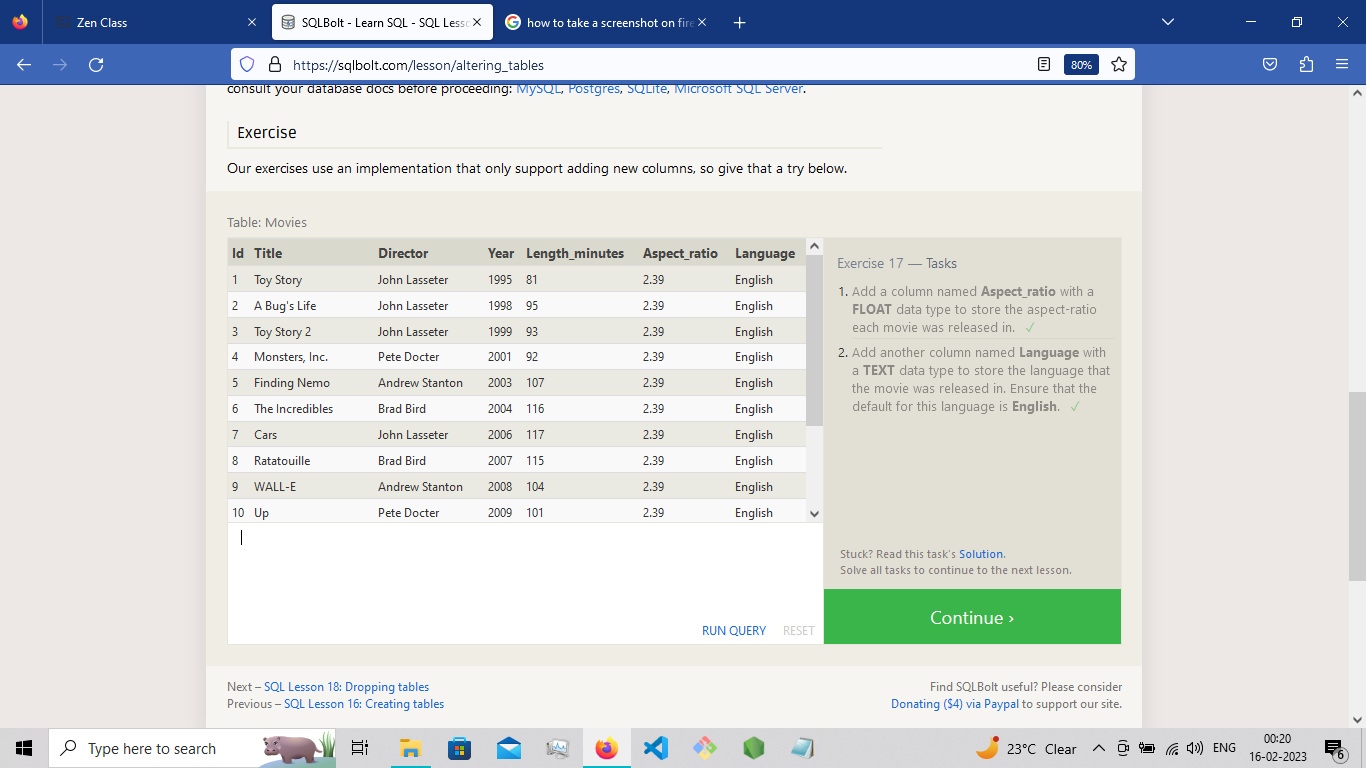 Zen Class
SQLBolt - Learn SQL - SQL Less
how to take a screenshot on fire
https://sqlbolt.com/lesson/altering_tables
80%
consult your database docs before proceeding: MySQL, Postgres, SQLite, Microsoft SQL Server.
Exercise
Our exercises use an implementation that only support adding new columns, so give that a try below.
Table: Movies
Id Title Director Year Length_minutes Aspect_ratio Language
1 Toy Story John Lasseter 1995 81 2.39 English
2 A Bug's Life John Lasseter 1998 95 2.39 English
3 Toy Story 2 John Lasseter 1999 93 2.39 English
4 Monsters, Inc. Pete Docter 2001 92 2.39 English
5 Finding Nemo Andrew Stanton 2003 107 2.39 English
6 The Incredibles Brad Bird 2004 116 2.39 English
7 Cars John Lasseter 2006 117 2.39 English
8 Ratatouille Brad Bird 2007 115 2.39 English
9 WALL-E Andrew Stanton 2008 104 2.39 English
10 Up Pete Docter 2009 101 2.39 English
RUN QUERY RESET
Exercise 17 — Tasks
1. Add a column named Aspect_ratio with a
FLOAT data type to store the aspect-ratio
each movie was released in. ✓
2. Add another column named Language with
a TEXT data type to store the language that
the movie was released in. Ensure that the
default for this language is English. ✓
Stuck? Read this task's Solution.
Solve all tasks to continue to the next lesson.
Continue ›
Next – SQL Lesson 18: Dropping tables
Previous – SQL Lesson 16: Creating tables
Find SQLBolt useful? Please consider
Donating ($4) via Paypal to support our site.
Type here to search
23°C Clear
ENG
00:20
16-02-2023
6